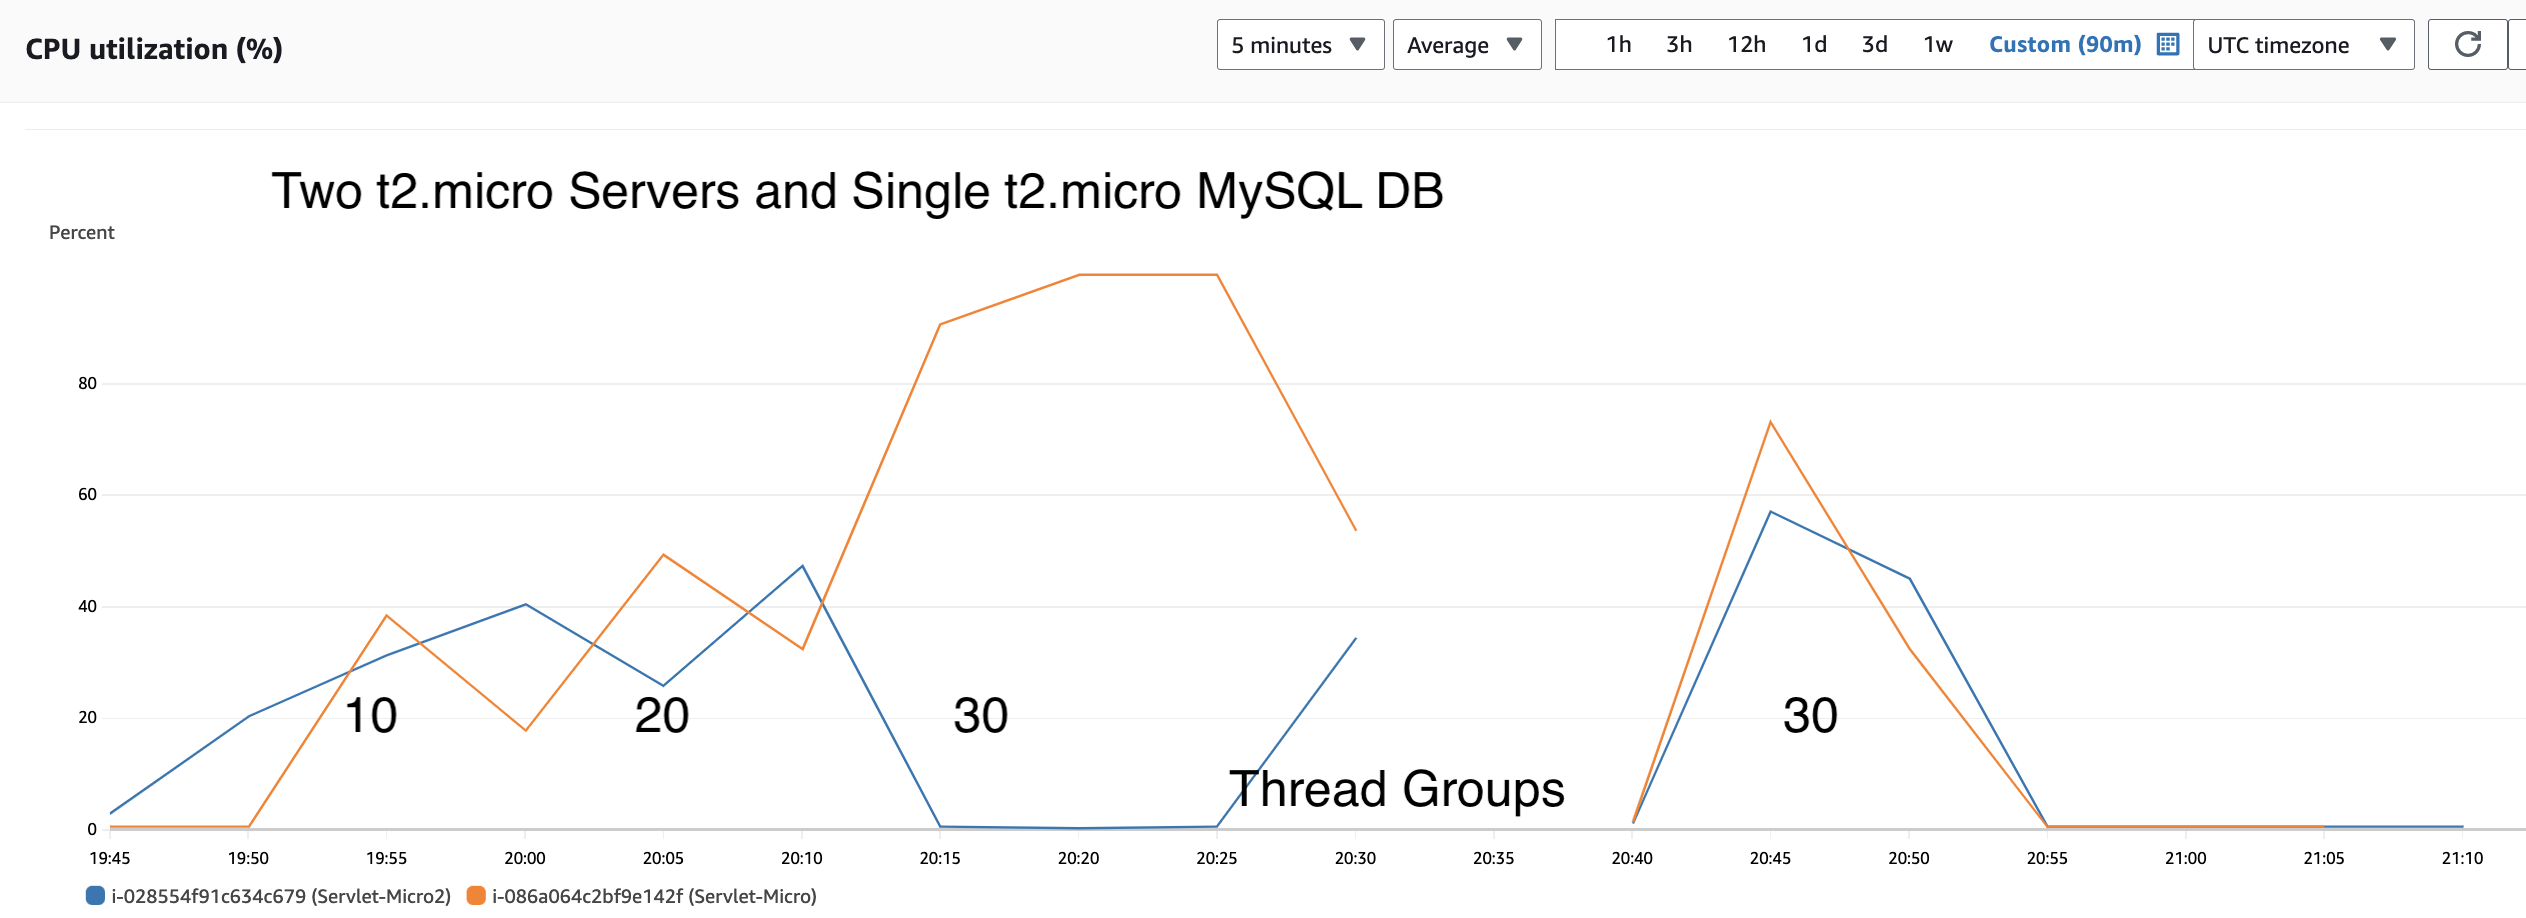 CPU utilization (%)
5 minutes
Average
1h 3h 12h 1d 3d 1w Custom (90m)
UTC timezone
Two t2.micro Servers and Single t2.micro MySQL DB
Percent
80
60
40
20
0
10
20
30
30
Thread Groups
19:45 19:50 19:55 20:00 20:05 20:10 20:15 20:20 20:25 20:30 20:35 20:40 20:45 20:50 20:55 21:00 21:05 21:10
i-028554f91c634c679 (Servlet-Micro2) i-086a064c2bf9e142f (Servlet-Micro)